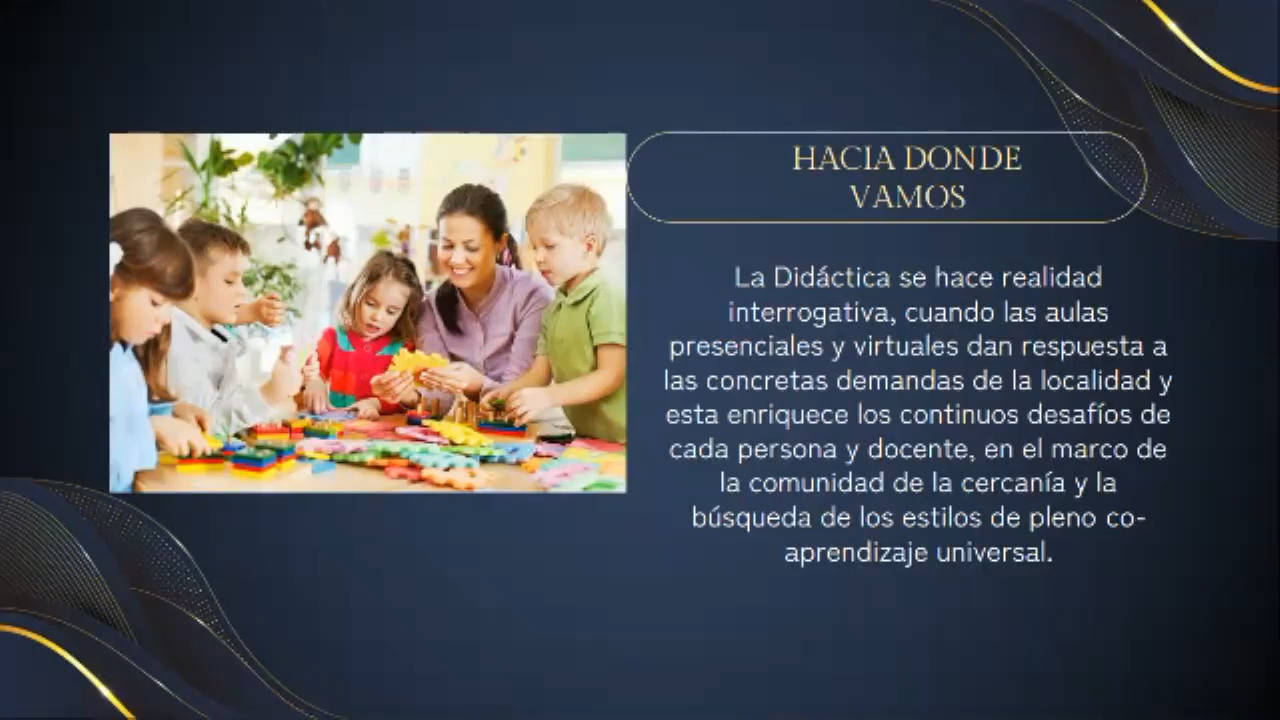 HACIA DONDE
VAMOS
La Didáctica se hace realidad
interrogativa, cuando las aulas
presenciales y virtuales dan respuesta a
las concretas demandas de la localidad y
esta enriquece los continuos desafíos de
cada persona y docente, en el marco de
la comunidad de la cercanía y la
búsqueda de los estilos de pleno co-
aprendizaje universal.